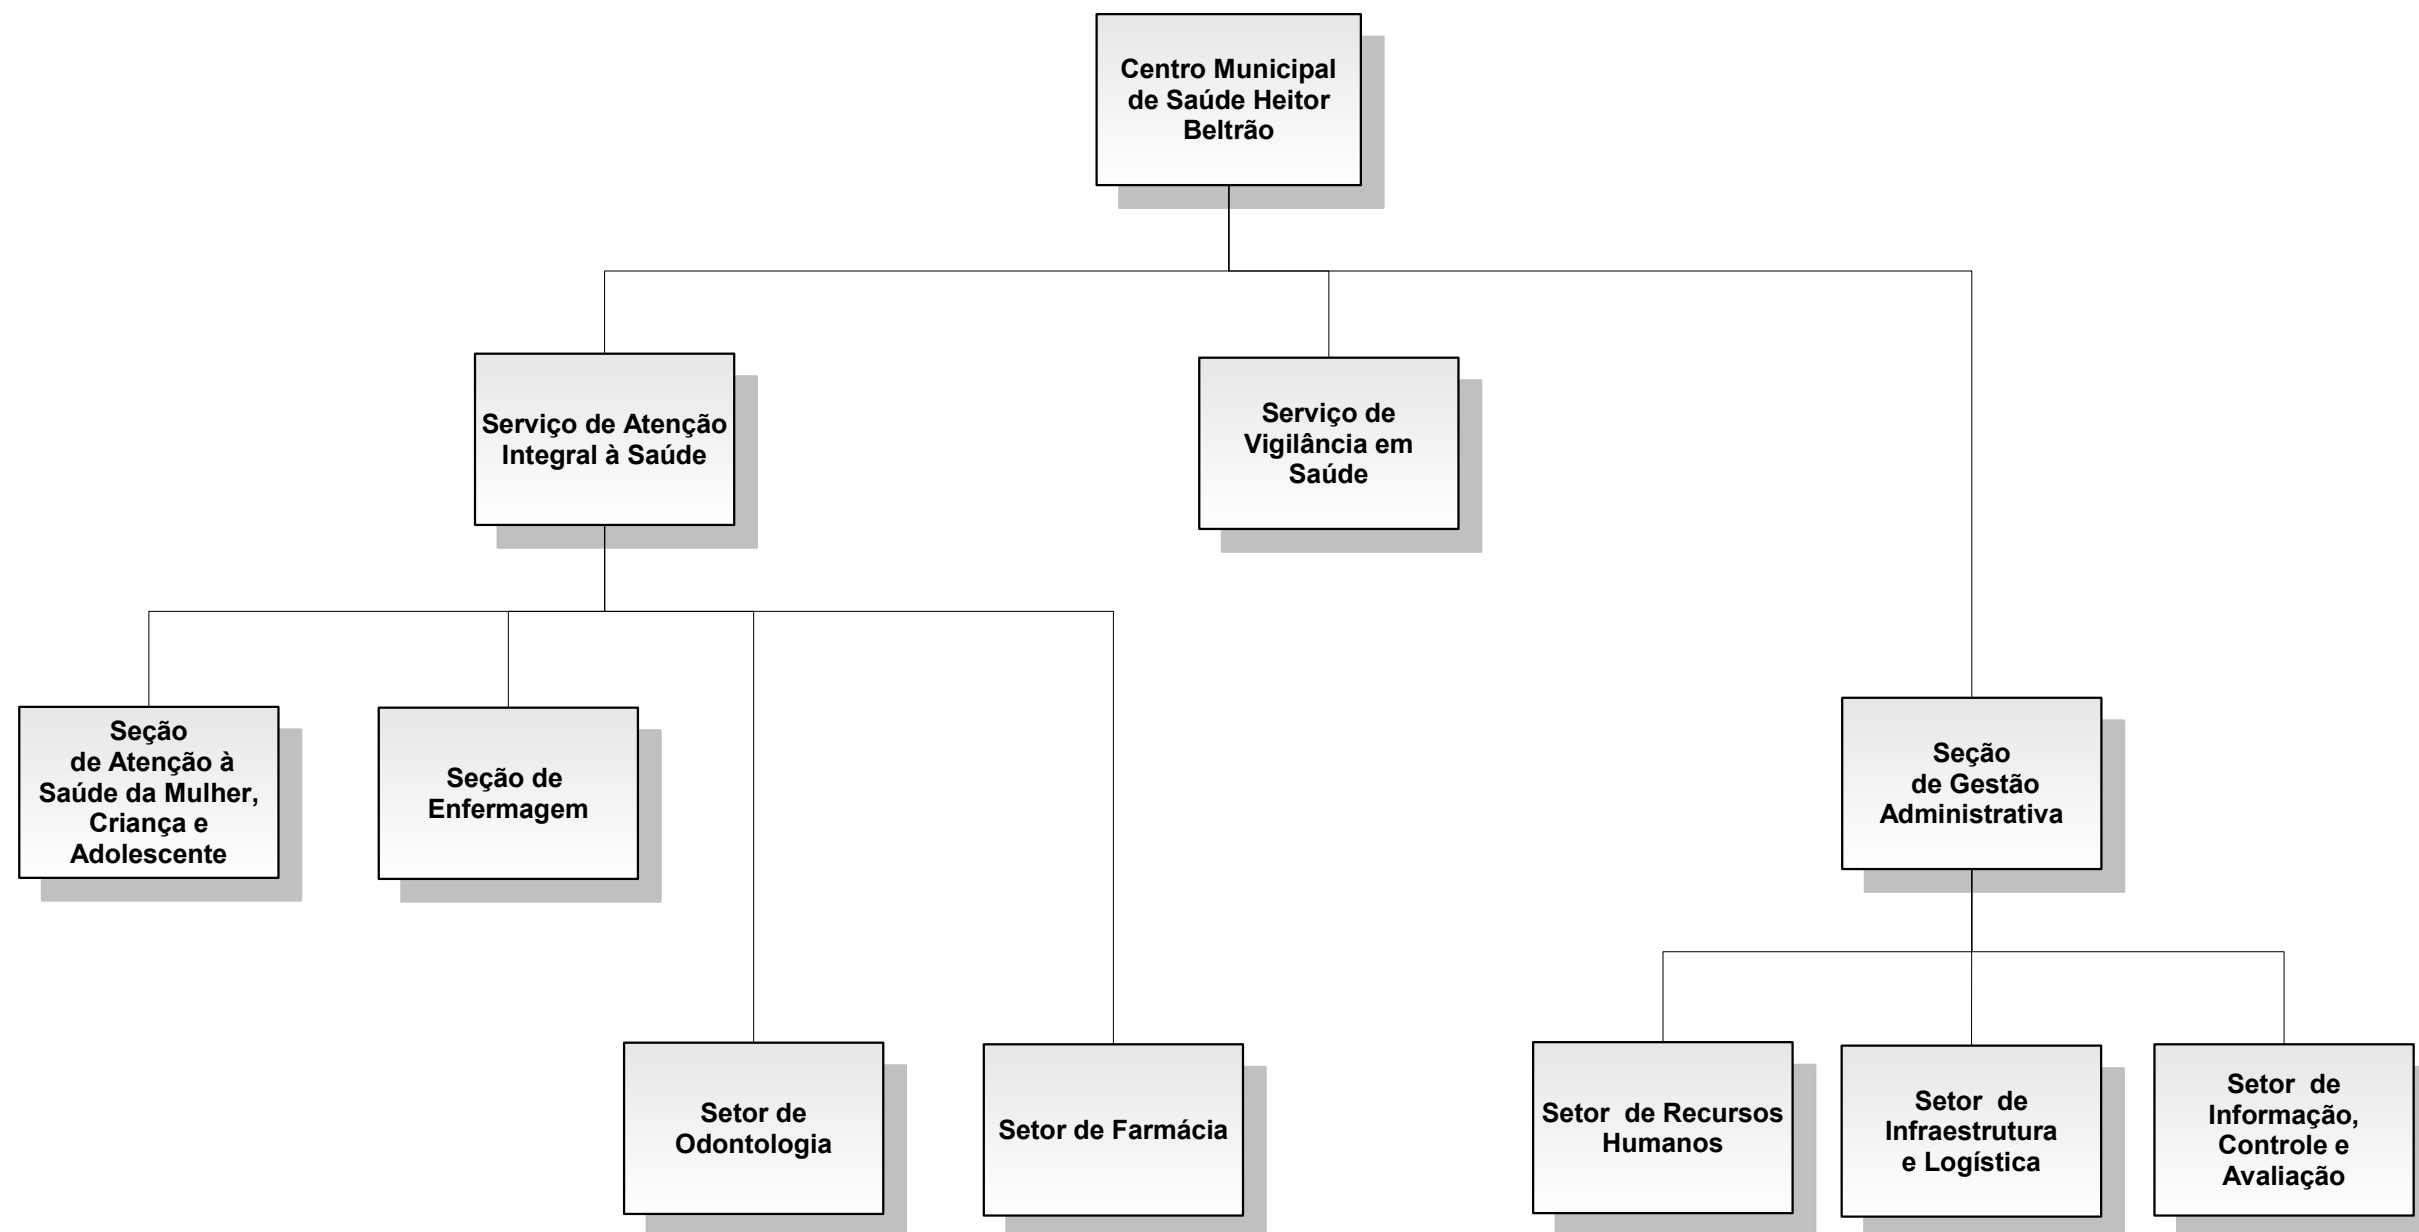 Centro Municipal
de Saúde Heitor
Beltrão
Serviço de Atenção
Integral à Saúde
Serviço de
Vigilância em
Saúde
Seção
de Atenção à
Saúde da Mulher,
Criança e
Adolescente
Seção de
Enfermagem
Seção
de Gestão
Administrativa
Setor de
Odontologia
Setor de Farmácia
Setor de Recursos
Humanos
Setor de
Infraestrutura
e Logística
Setor de
Informação,
Controle e
Avaliação